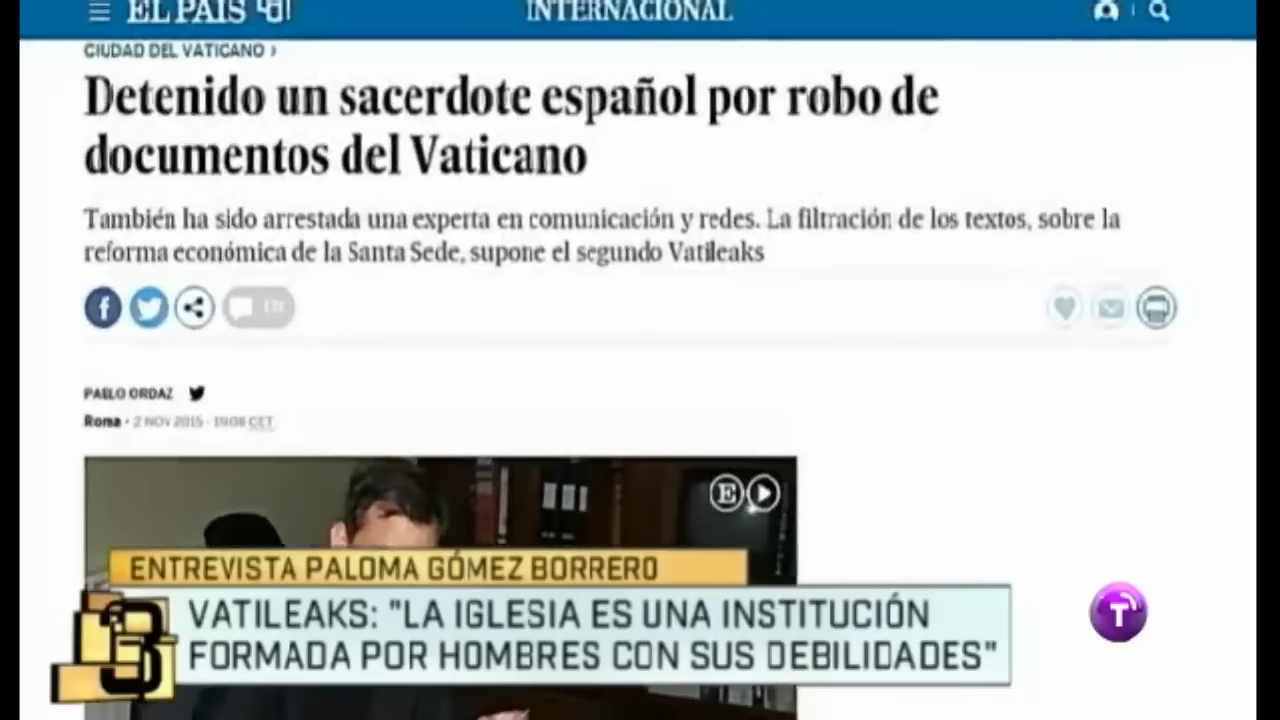 EL PAÍS
INTERNACIONAL
CIUDAD DEL VATICANO ›
Detenido un sacerdote español por robo de
documentos del Vaticano
También ha sido arrestada una experta en comunicación y redes. La filtración de los textos, sobre la
reforma económica de la Santa Sede, supone el segundo Vatileaks
PABLO ORDAZ
Roma · 2 NOV 2015 - 19:08 CET
E
ENTREVISTA PALOMA GÓMEZ BORRERO
VATILEAKS: "LA IGLESIA ES UNA INSTITUCIÓN
FORMADA POR HOMBRES CON SUS DEBILIDADES"
13
T